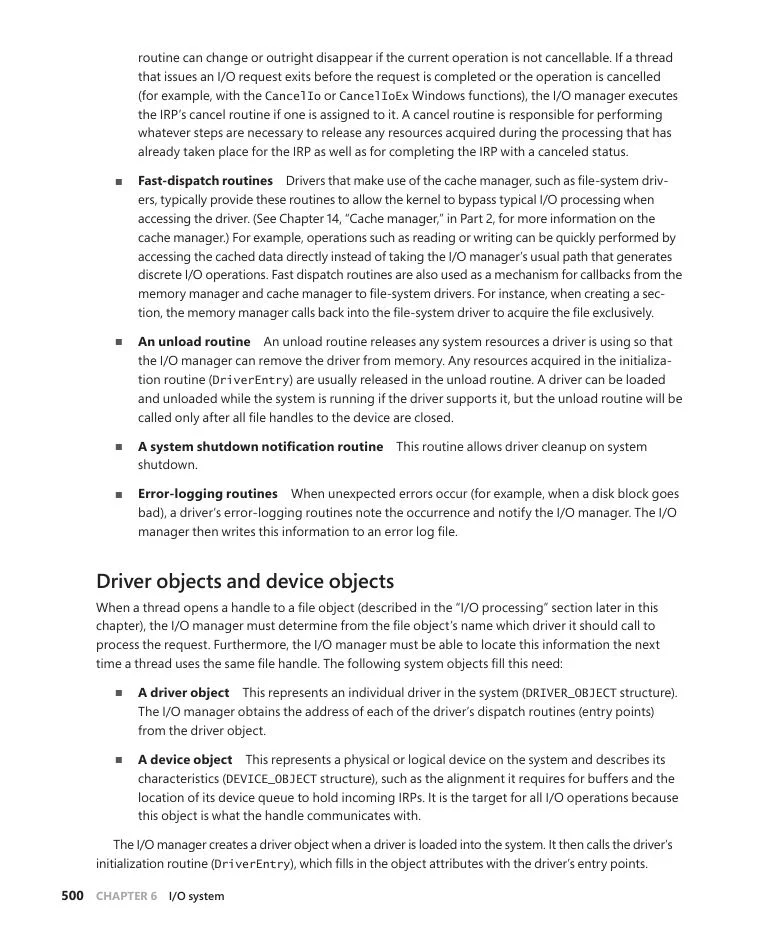 routine can change or outright disappear if the current operation is not cancellable. If a thread
that issues an I/O request exits before the request is completed or the operation is cancelled
(for example, with the CancelIo or CancelIoEx Windows functions), the I/O manager executes
the IRP's cancel routine if one is assigned to it. A cancel routine is responsible for performing
whatever steps are necessary to release any resources acquired during the processing that has
already taken place for the IRP as well as for completing the IRP with a canceled status.
■ Fast-dispatch routines Drivers that make use of the cache manager, such as file-system driv-
ers, typically provide these routines to allow the kernel to bypass typical I/O processing when
accessing the driver. (See Chapter 14, “Cache manager,” in Part 2, for more information on the
cache manager.) For example, operations such as reading or writing can be quickly performed by
accessing the cached data directly instead of taking the I/O manager's usual path that generates
discrete I/O operations. Fast dispatch routines are also used as a mechanism for callbacks from the
memory manager and cache manager to file-system drivers. For instance, when creating a sec-
tion, the memory manager calls back into the file-system driver to acquire the file exclusively.
■ An unload routine An unload routine releases any system resources a driver is using so that
the I/O manager can remove the driver from memory. Any resources acquired in the initializa-
tion routine (DriverEntry) are usually released in the unload routine. A driver can be loaded
and unloaded while the system is running if the driver supports it, but the unload routine will be
called only after all file handles to the device are closed.
■ A system shutdown notification routine This routine allows driver cleanup on system
shutdown.
■ Error-logging routines When unexpected errors occur (for example, when a disk block goes
bad), a driver's error-logging routines note the occurrence and notify the I/O manager. The I/O
manager then writes this information to an error log file.
Driver objects and device objects
When a thread opens a handle to a file object (described in the “I/O processing” section later in this
chapter), the I/O manager must determine from the file object's name which driver it should call to
process the request. Furthermore, the I/O manager must be able to locate this information the next
time a thread uses the same file handle. The following system objects fill this need:
■ A driver object This represents an individual driver in the system (DRIVER_OBJECT structure).
The I/O manager obtains the address of each of the driver's dispatch routines (entry points)
from the driver object.
■ A device object This represents a physical or logical device on the system and describes its
characteristics (DEVICE_OBJECT structure), such as the alignment it requires for buffers and the
location of its device queue to hold incoming IRPs. It is the target for all I/O operations because
this object is what the handle communicates with.
The I/O manager creates a driver object when a driver is loaded into the system. It then calls the driver's
initialization routine (DriverEntry), which fills in the object attributes with the driver's entry points.
500 CHAPTER 6 I/O system